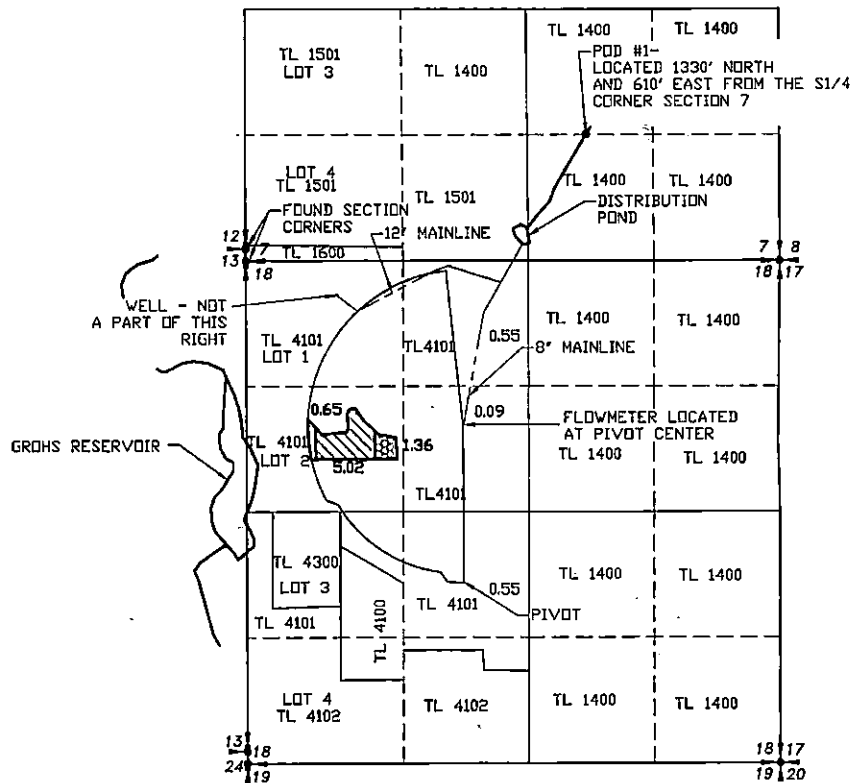 TL 1501
LOT 3
TL 1400
TL 1400
TL 1400
POD #1-
LOCATED 1330' NORTH
AND 610' EAST FROM THE S1/4
CORNER SECTION 7
LOT 4
TL 1501
TL 1501
TL 1400
TL 1400
DISTRIBUTION
POND
FOUND SECTION
CORNERS
12" MAINLINE
12
7
13
18
TL 1600
7
8
18
17
WELL - NOT
A PART OF THIS
RIGHT
TL 4101
LOT 1
TL4101
0.55
TL 1400
TL 1400
8" MAINLINE
0.65
0.09
FLOWMETER LOCATED
AT PIVOT CENTER
GROHS RESERVOIR
TL 4101
LOT 2
1.36
5.02
TL4101
TL 1400
TL 1400
TL 4300
LOT 3
TL 4101
TL 4100
TL 4101
0.55
PIVOT
TL 1400
TL 1400
LOT 4
TL 4102
TL 4102
TL 1400
TL 1400
13
18
24
19
18
17
19
20